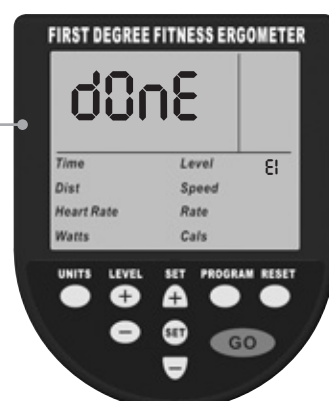 FIRST DEGREE FITNESS ERGOMETER
dOnE
Time Level E1
Dist Speed
Heart Rate Rate
Watts Cals
UNITS LEVEL SET PROGRAM RESET
+ +
- SET GO
-